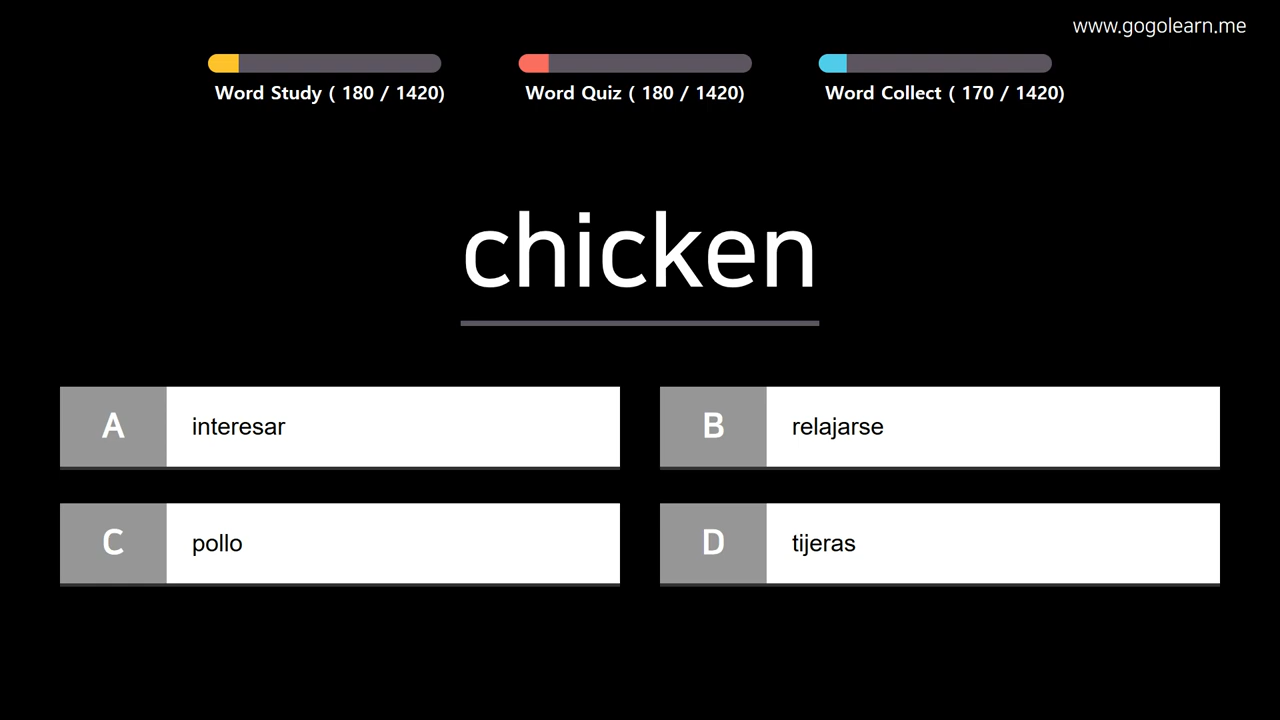 www.gogolearn.me
Word Study ( 180 / 1420)
Word Quiz ( 180 / 1420)
Word Collect ( 170 / 1420)
chicken
A interesar
B relajarse
C pollo
D tijeras